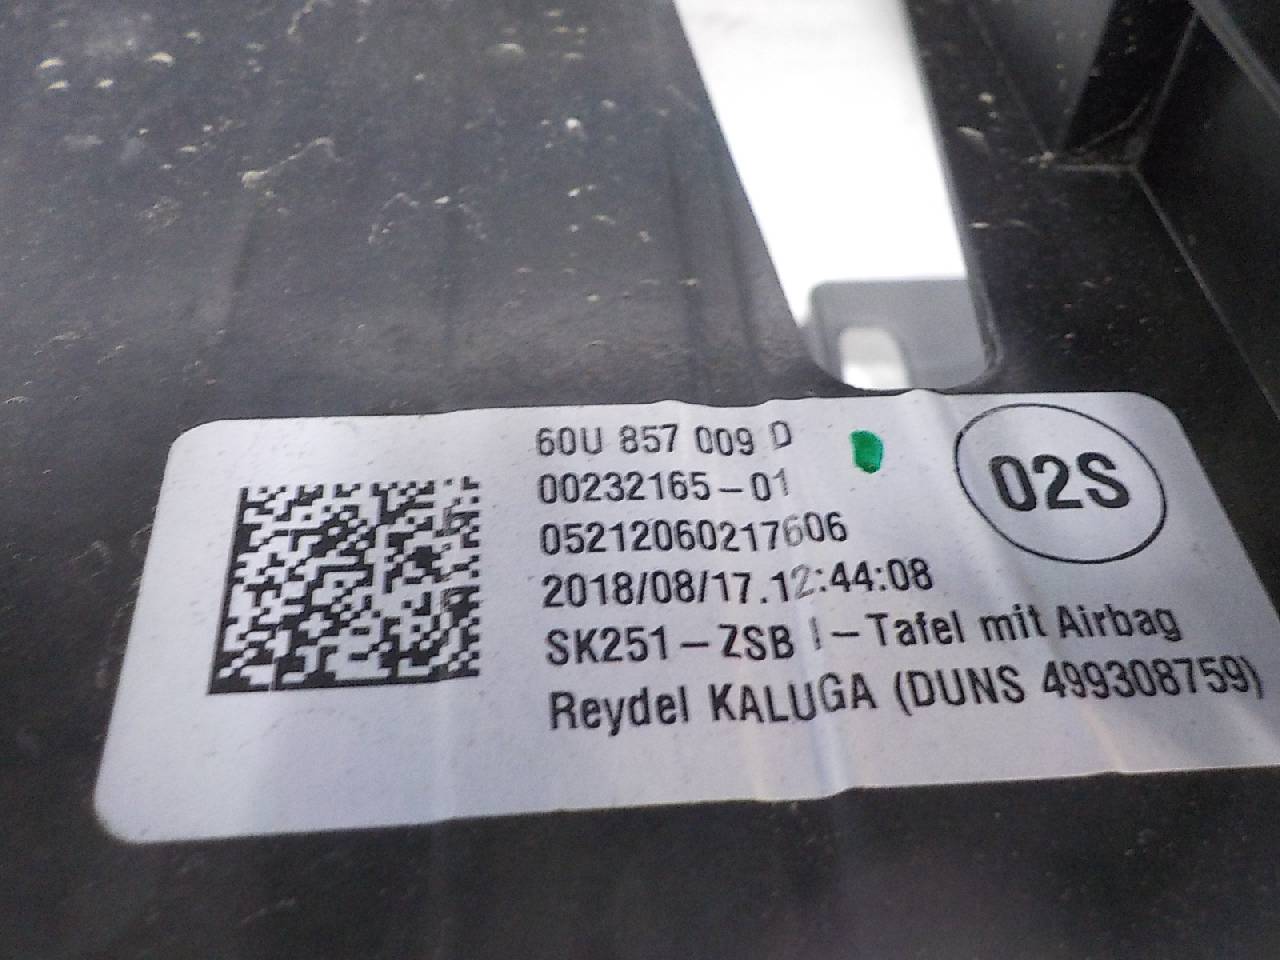 60U 857 009 D
02S
00232165-01
05212060217606
2018/08/17.12:44:08
SK251-ZSB I-Tafel mit Airbag
Reydel KALUGA (DUNS 499308759)